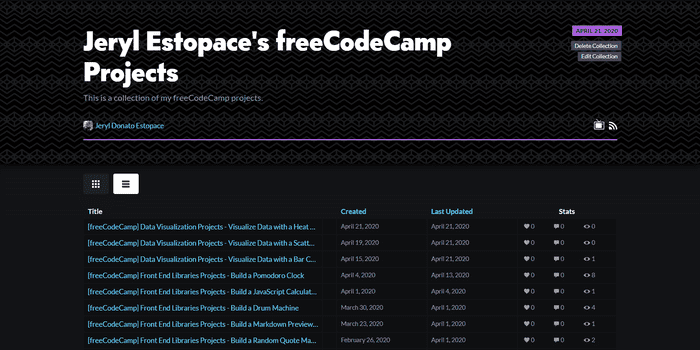 Jeryl Estopace's freeCodeCamp
Projects
APRIL 21, 2020
Delete Collection
Edit Collection
This is a collection of my freeCodeCamp projects.
Jeryl Donato Estopace
Title Created Last Updated Stats
[freeCodeCamp] Data Visualization Projects - Visualize Data with a Heat ... April 21, 2020 April 21, 2020 0 0 0
[freeCodeCamp] Data Visualization Projects - Visualize Data with a Scatt... April 19, 2020 April 21, 2020 0 0 0
[freeCodeCamp] Data Visualization Projects - Visualize Data with a Bar C... April 15, 2020 April 21, 2020 0 0 1
[freeCodeCamp] Front End Libraries Projects - Build a Pomodoro Clock April 4, 2020 April 13, 2020 0 0 8
[freeCodeCamp] Front End Libraries Projects - Build a JavaScript Calculat... April 1, 2020 April 4, 2020 0 0 1
[freeCodeCamp] Front End Libraries Projects - Build a Drum Machine March 30, 2020 April 1, 2020 0 0 4
[freeCodeCamp] Front End Libraries Projects - Build a Markdown Preview... March 23, 2020 April 1, 2020 0 0 1
[freeCodeCamp] Front End Libraries Projects - Build a Random Quote Ma... February 26, 2020 April 1, 2020 0 0 2